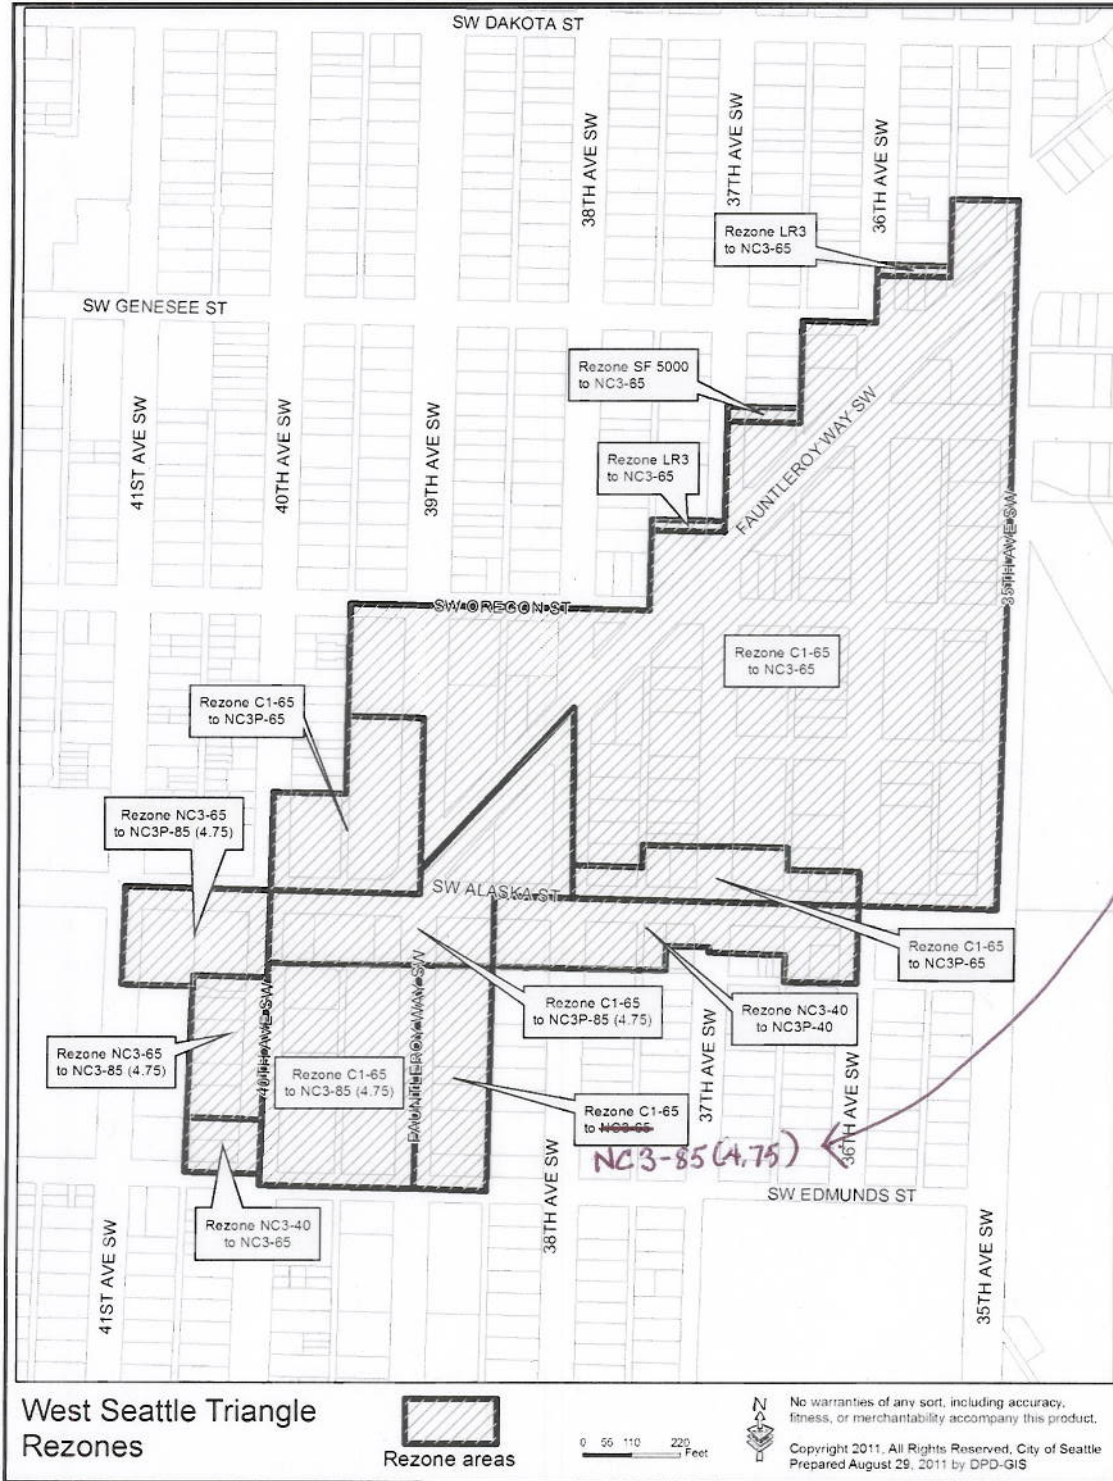 SW DAKOTA ST
38TH AVE SW
37TH AVE SW
36TH AVE SW
Rezone LR3
to NC3-65
SW GENESEE ST
Rezone SF 5000
to NC3-65
41ST AVE SW
40TH AVE SW
39TH AVE SW
FAUNTLEROY WAY SW
Rezone LR3
to NC3-65
35TH AVE SW
SW OREGON ST
Rezone C1-65
to NC3-65
Rezone C1-65
to NC3P-65
Rezone NC3-65
to NC3P-85 (4.75)
SW ALASKA ST
Rezone C1-65
to NC3P-65
Rezone C1-65
to NC3P-85 (4.75)
Rezone NC3-40
to NC3P-40
Rezone NC3-65
to NC3-85 (4.75)
40TH AVE SW
Rezone C1-65
to NC3-85 (4.75)
FAUNTLEROY WAY SW
37TH AVE SW
36TH AVE SW
Rezone C1-65
to NC3-65
NC3-85(4.75)
38TH AVE SW
SW EDMUNDS ST
Rezone NC3-40
to NC3-65
41ST AVE SW
35TH AVE SW
West Seattle Triangle
Rezones
Rezone areas
0 55 110 220
Feet
N
No warranties of any sort, including accuracy,
fitness, or merchantability accompany this product.
Copyright 2011, All Rights Reserved, City of Seattle
Prepared August 29, 2011 by DPD-GIS